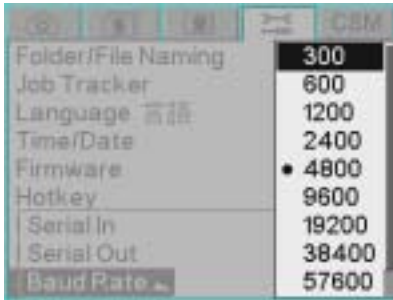 CSM
Folder/File Naming
Job Tracker
Language 言語
Time/Date
Firmware
Hotkey
Serial In
Serial Out
Baud Rate
300
600
1200
2400
4800
9600
19200
38400
57600